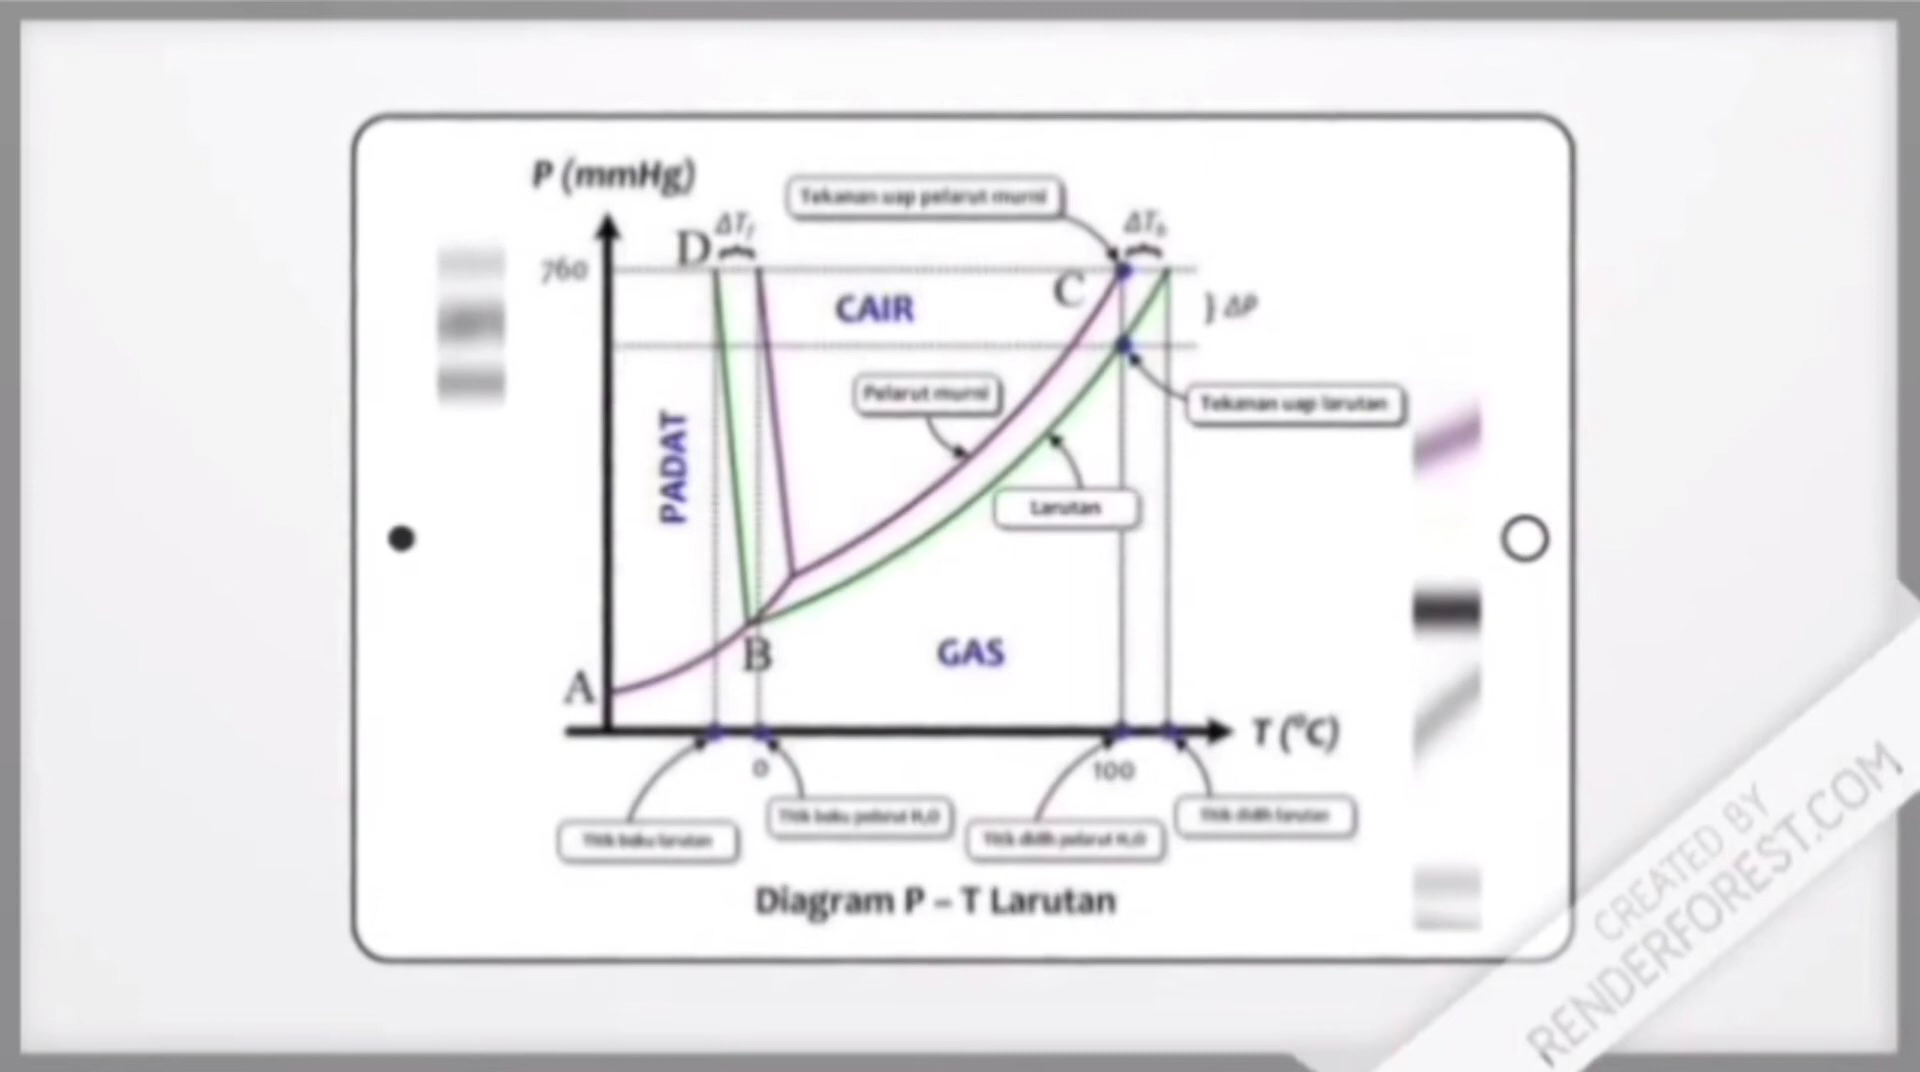 P (mmHg)
Tekanan uap pelarut murni
ΔTf
ΔTb
D
760
C
CAIR
} ΔP
Pelarut murni
Tekanan uap larutan
PADAT
Larutan
B
GAS
A
T (°C)
0
100
Titik beku larutan
Titik beku pelarut H₂O
Titik didih pelarut H₂O
Titik didih larutan
Diagram P – T Larutan
CREATED BY
RENDERFOREST.COM